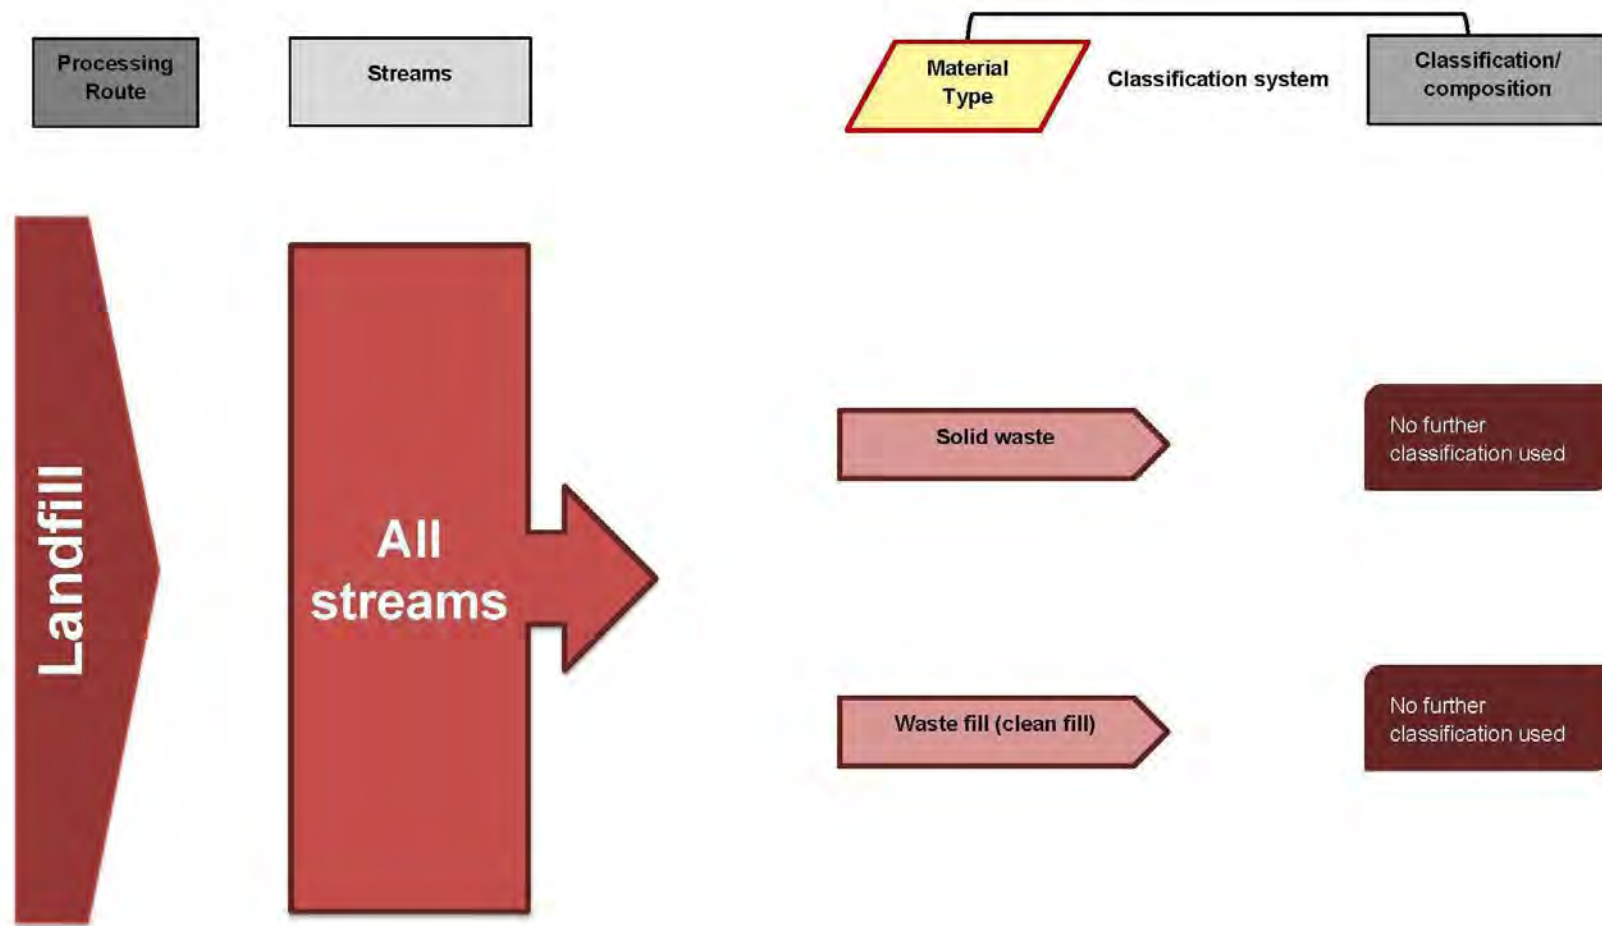 Processing
Route
Streams
Material
Type
Classification system
Classification/
composition
Landfill
All
streams
Solid waste
No further
classification used
Waste fill (clean fill)
No further
classification used